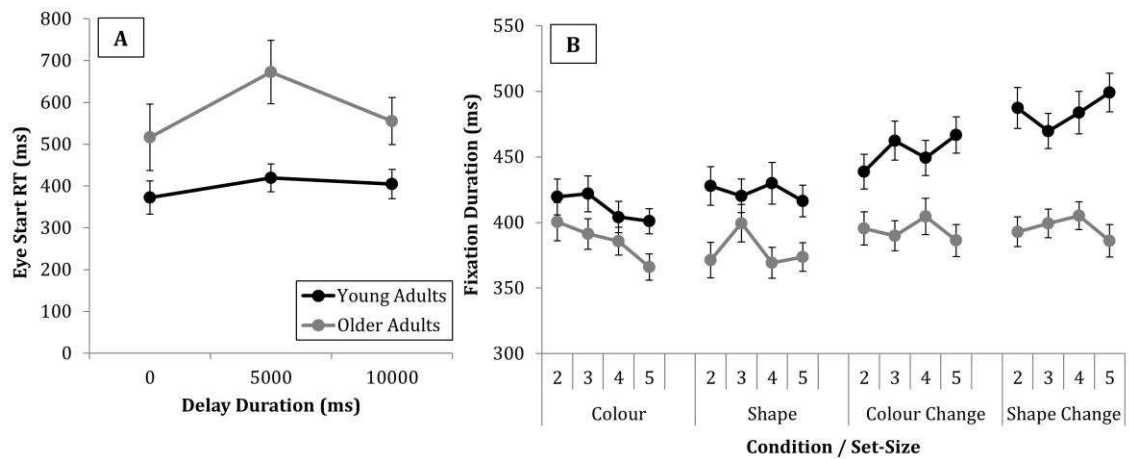 A
Eye Start RT (ms)
800
700
600
500
400
300
200
100
0
0 5000 10000
Delay Duration (ms)
Young Adults
Older Adults
B
Fixation Duration (ms)
550
500
450
400
350
300
2 3 4 5 2 3 4 5 2 3 4 5 2 3 4 5
Colour Shape Colour Change Shape Change
Condition / Set-Size